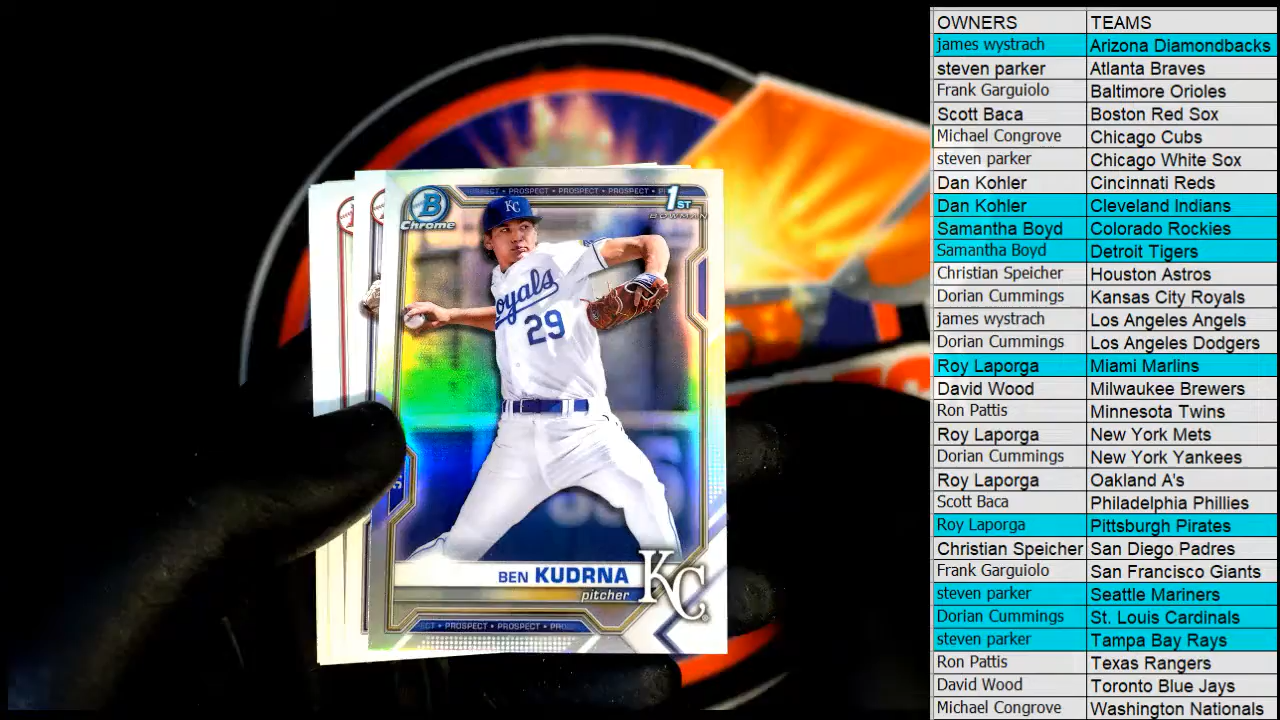 PROSPECT • PROSPECT • PROSPECT • PROSPECT
B
Chrome
1ST
BOWMAN
KC
Royals
29
BEN KUDRNA
pitcher
KC
PROSPECT • PROSPECT
OWNERS TEAMS
james wystrach Arizona Diamondbacks
steven parker Atlanta Braves
Frank Garguiolo Baltimore Orioles
Scott Baca Boston Red Sox
Michael Congrove Chicago Cubs
steven parker Chicago White Sox
Dan Kohler Cincinnati Reds
Dan Kohler Cleveland Indians
Samantha Boyd Colorado Rockies
Samantha Boyd Detroit Tigers
Christian Speicher Houston Astros
Dorian Cummings Kansas City Royals
james wystrach Los Angeles Angels
Dorian Cummings Los Angeles Dodgers
Roy Laporga Miami Marlins
David Wood Milwaukee Brewers
Ron Pattis Minnesota Twins
Roy Laporga New York Mets
Dorian Cummings New York Yankees
Roy Laporga Oakland A's
Scott Baca Philadelphia Phillies
Roy Laporga Pittsburgh Pirates
Christian Speicher San Diego Padres
Frank Garguiolo San Francisco Giants
steven parker Seattle Mariners
Dorian Cummings St. Louis Cardinals
steven parker Tampa Bay Rays
Ron Pattis Texas Rangers
David Wood Toronto Blue Jays
Michael Congrove Washington Nationals